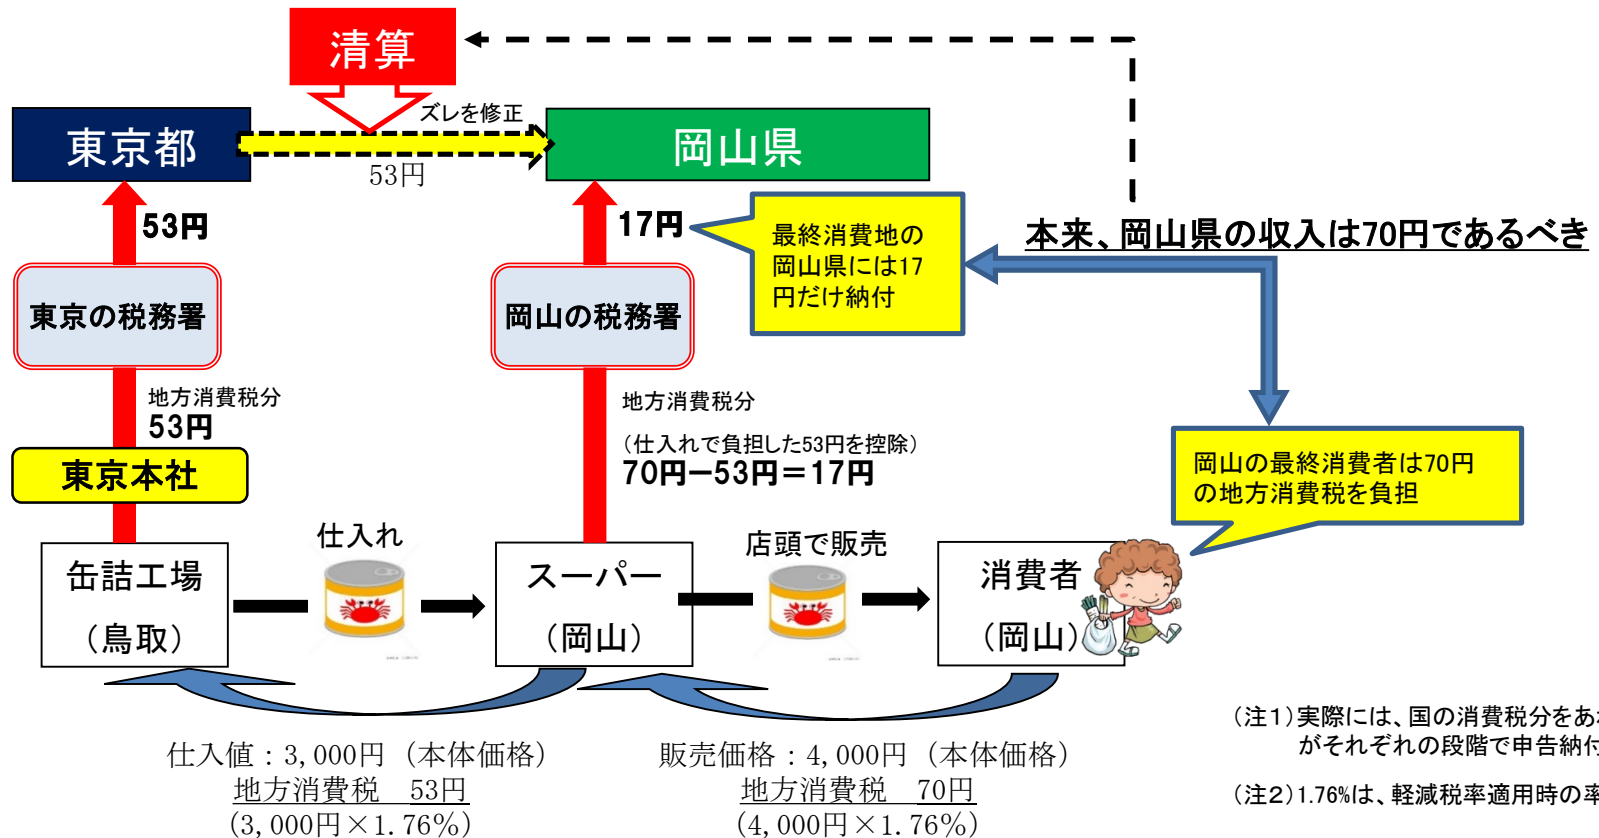 清算
ズレを修正
東京都
岡山県
53円
53円
17円
最終消費地の
岡山県には17
円だけ納付
本来、岡山県の収入は70円であるべき
東京の税務署
岡山の税務署
地方消費税分
53円
地方消費税分
(仕入れで負担した53円を控除)
70円－53円＝17円
東京本社
岡山の最終消費者は70円
の地方消費税を負担
仕入れ
店頭で販売
缶詰工場
（鳥取）
スーパー
（岡山）
消費者
（岡山）
仕入値：3,000円（本体価格）
地方消費税　53円
(3,000円×1.76%)
販売価格：4,000円（本体価格）
地方消費税　70円
(4,000円×1.76%)
（注１）実際には、国の消費税分をあ
がそれぞれの段階で申告納付
（注２）1.76%は、軽減税率適用時の率